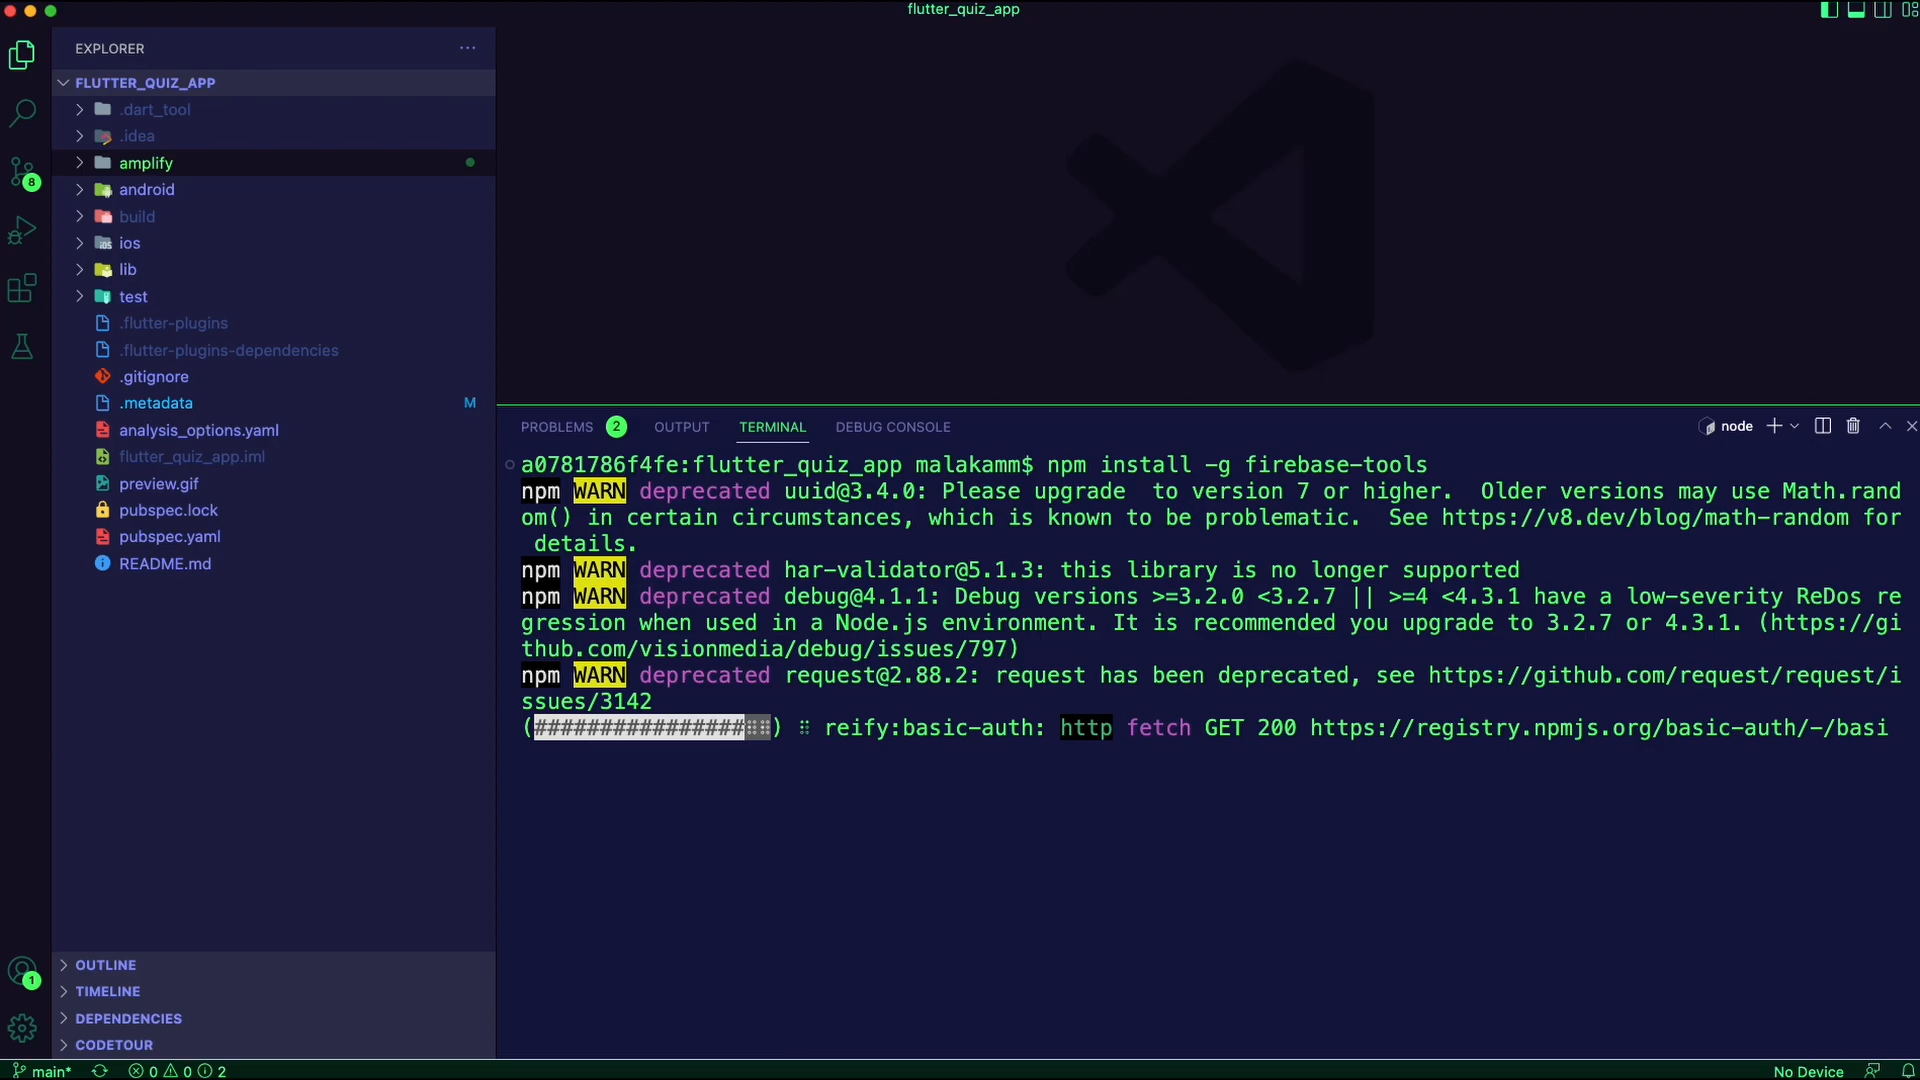 flutter_quiz_app
EXPLORER
FLUTTER_QUIZ_APP
.dart_tool
.idea
amplify
android
build
ios
lib
test
.flutter-plugins
.flutter-plugins-dependencies
.gitignore
.metadata M
analysis_options.yaml
flutter_quiz_app.iml
preview.gif
pubspec.lock
pubspec.yaml
README.md
OUTLINE
TIMELINE
DEPENDENCIES
CODETOUR
8
1
PROBLEMS 2 OUTPUT TERMINAL DEBUG CONSOLE node
a0781786f4fe:flutter_quiz_app malakamm$ npm install -g firebase-tools
npm WARN deprecated uuid@3.4.0: Please upgrade  to version 7 or higher.  Older versions may use Math.rand
om() in certain circumstances, which is known to be problematic.  See https://v8.dev/blog/math-random for
 details.
npm WARN deprecated har-validator@5.1.3: this library is no longer supported
npm WARN deprecated debug@4.1.1: Debug versions >=3.2.0 <3.2.7 || >=4 <4.3.1 have a low-severity ReDos re
gression when used in a Node.js environment. It is recommended you upgrade to 3.2.7 or 4.3.1. (https://gi
thub.com/visionmedia/debug/issues/797)
npm WARN deprecated request@2.88.2: request has been deprecated, see https://github.com/request/request/i
ssues/3142
(################⠿⠿) ⠿ reify:basic-auth: http fetch GET 200 https://registry.npmjs.org/basic-auth/-/basi
main* 0 0 2 No Device